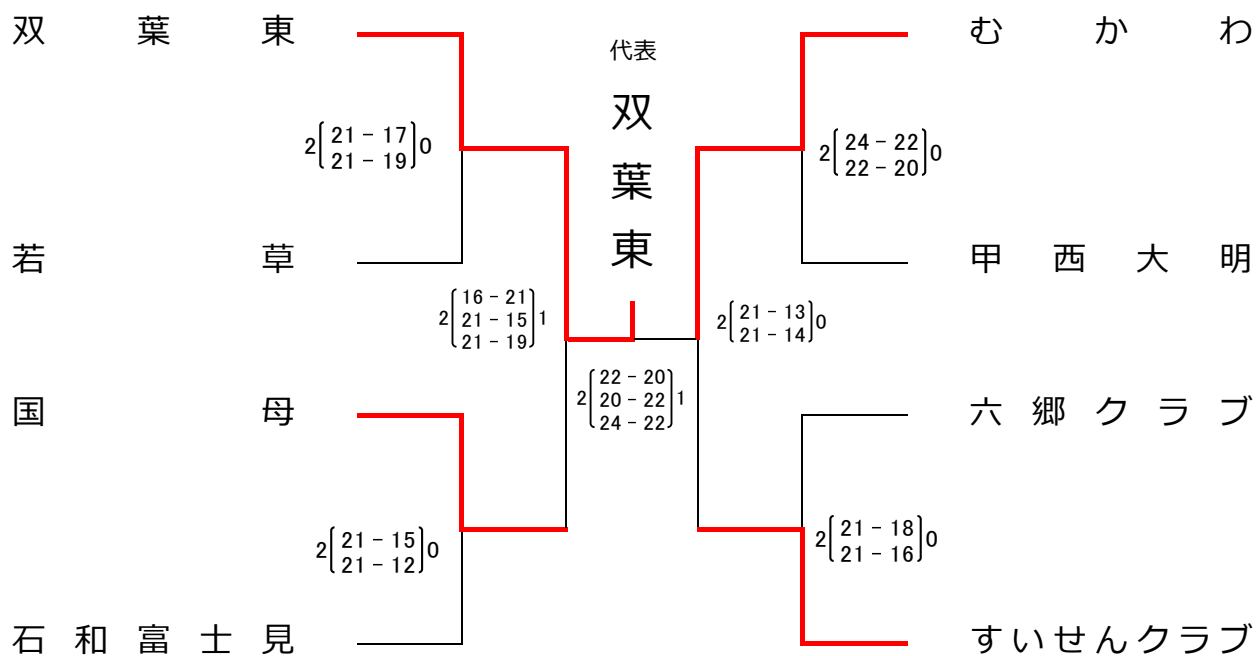 双葉東
代表
双葉東
むかわ
2 21 - 17 0
21 - 19
2 24 - 22 0
22 - 20
若草
甲西大明
16 - 21
2 21 - 15 1
21 - 19
2 21 - 13 0
21 - 14
22 - 20
2 20 - 22 1
24 - 22
国母
六郷クラブ
2 21 - 15 0
21 - 12
2 21 - 18 0
21 - 16
石和富士見
すいせんクラブ